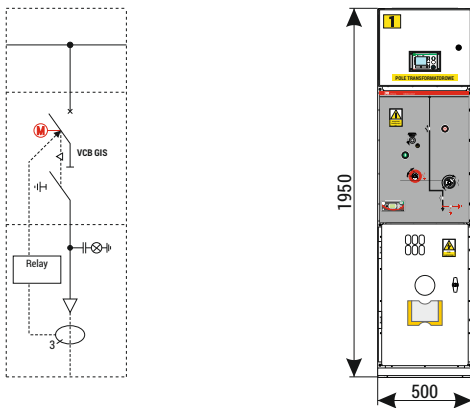 M
VCB GIS
Relay
3
1
POLE TRANSFORMATOROWE
1950
500